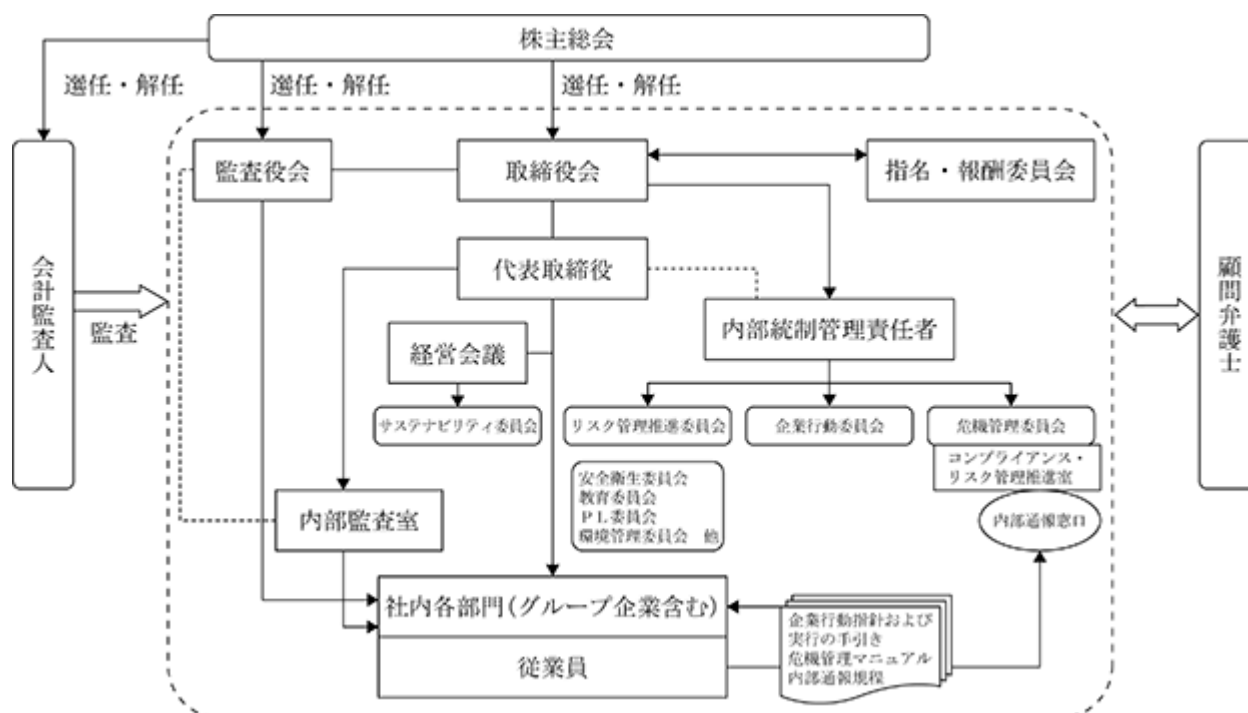 株主総会
選任・解任
選任・解任
選任・解任
監査役会
取締役会
指名・報酬委員会
会計監査人
監査
代表取締役
顧問弁護士
内部統制管理責任者
経営会議
サステナビリティ委員会
リスク管理推進委員会
企業行動委員会
危機管理委員会
コンプライアンス・
リスク管理推進室
安全衛生委員会
教育委員会
ＰＬ委員会
環境管理委員会　他
内部監査室
内部通報窓口
社内各部門(グループ企業含む)
従業員
企業行動指針および
実行の手引き
危機管理マニュアル
内部通報規程